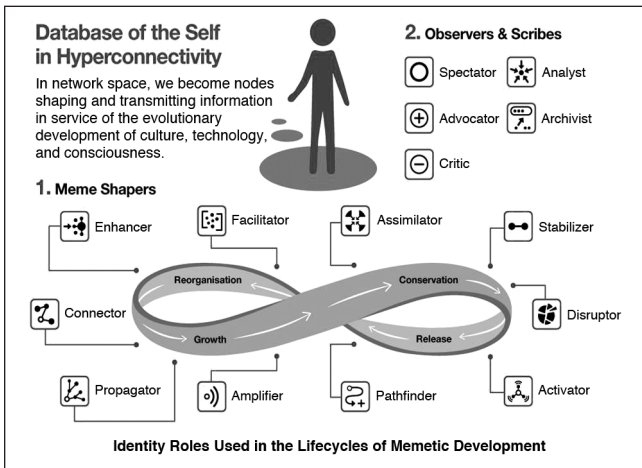 Database of the Self
in Hyperconnectivity
In network space, we become nodes
shaping and transmitting information
in service of the evolutionary
development of culture, technology,
and consciousness.
2. Observers & Scribes
Spectator
Analyst
Advocator
Archivist
Critic
1. Meme Shapers
Enhancer
Facilitator
Assimilator
Stabilizer
Reorganisation
Conservation
Connector
Disruptor
Growth
Release
Propagator
Amplifier
Pathfinder
Activator
Identity Roles Used in the Lifecycles of Memetic Development